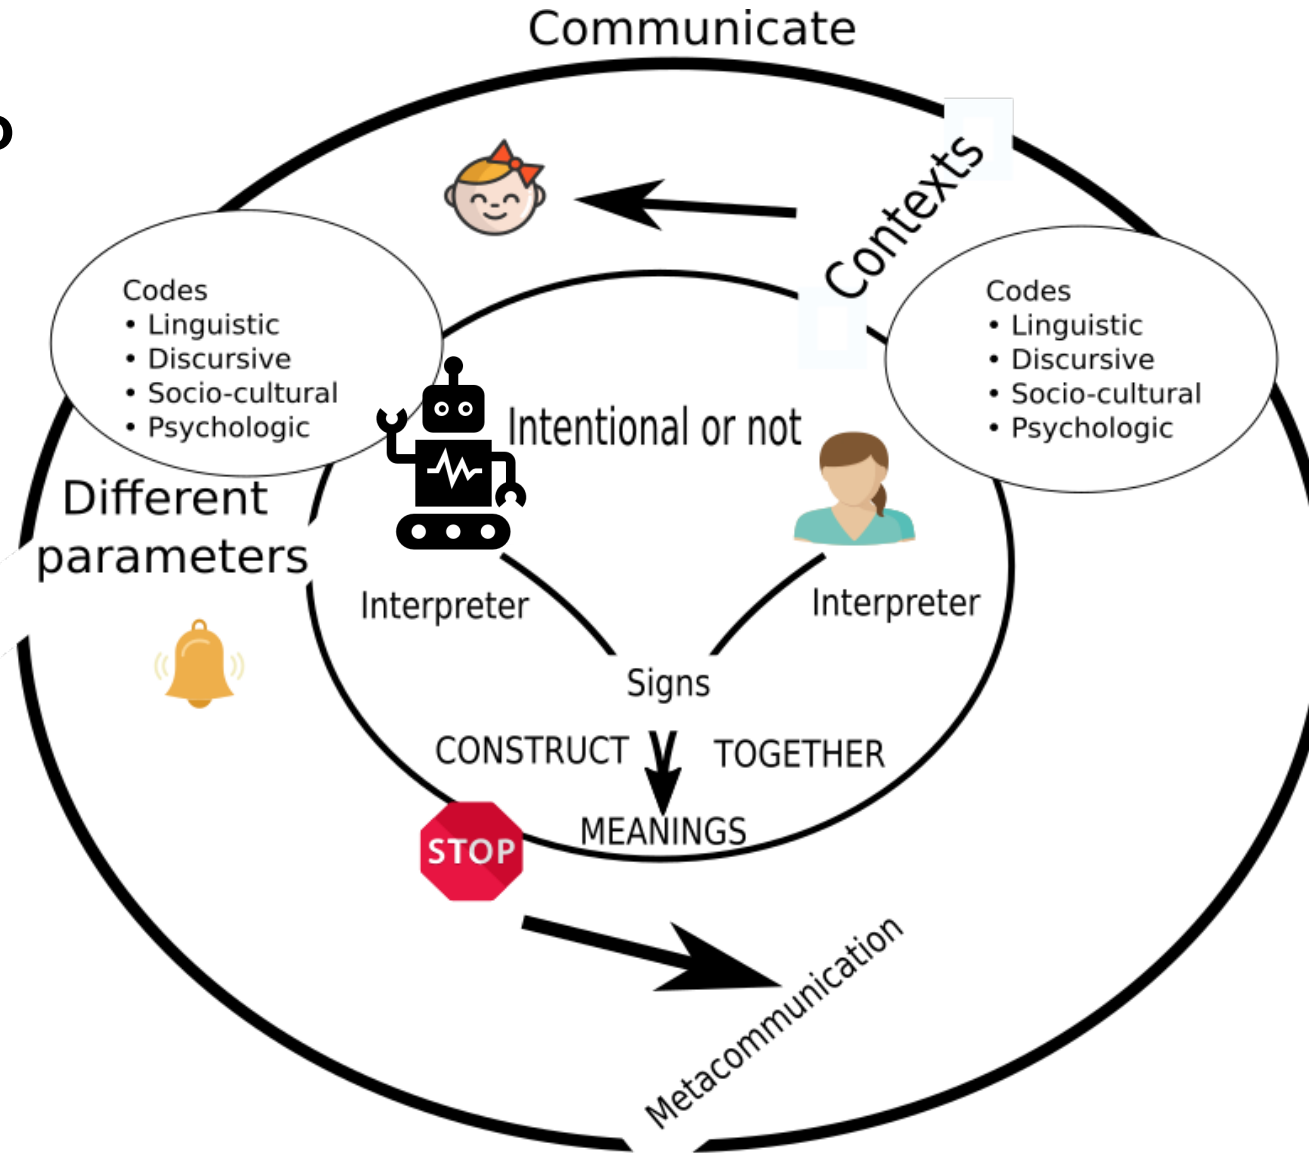 Communicate
Contexts
Codes
• Linguistic
• Discursive
• Socio-cultural
• Psychologic
Codes
• Linguistic
• Discursive
• Socio-cultural
• Psychologic
Intentional or not
Different
parameters
Interpreter
Interpreter
Signs
CONSTRUCT
TOGETHER
MEANINGS
STOP
Metacommunication